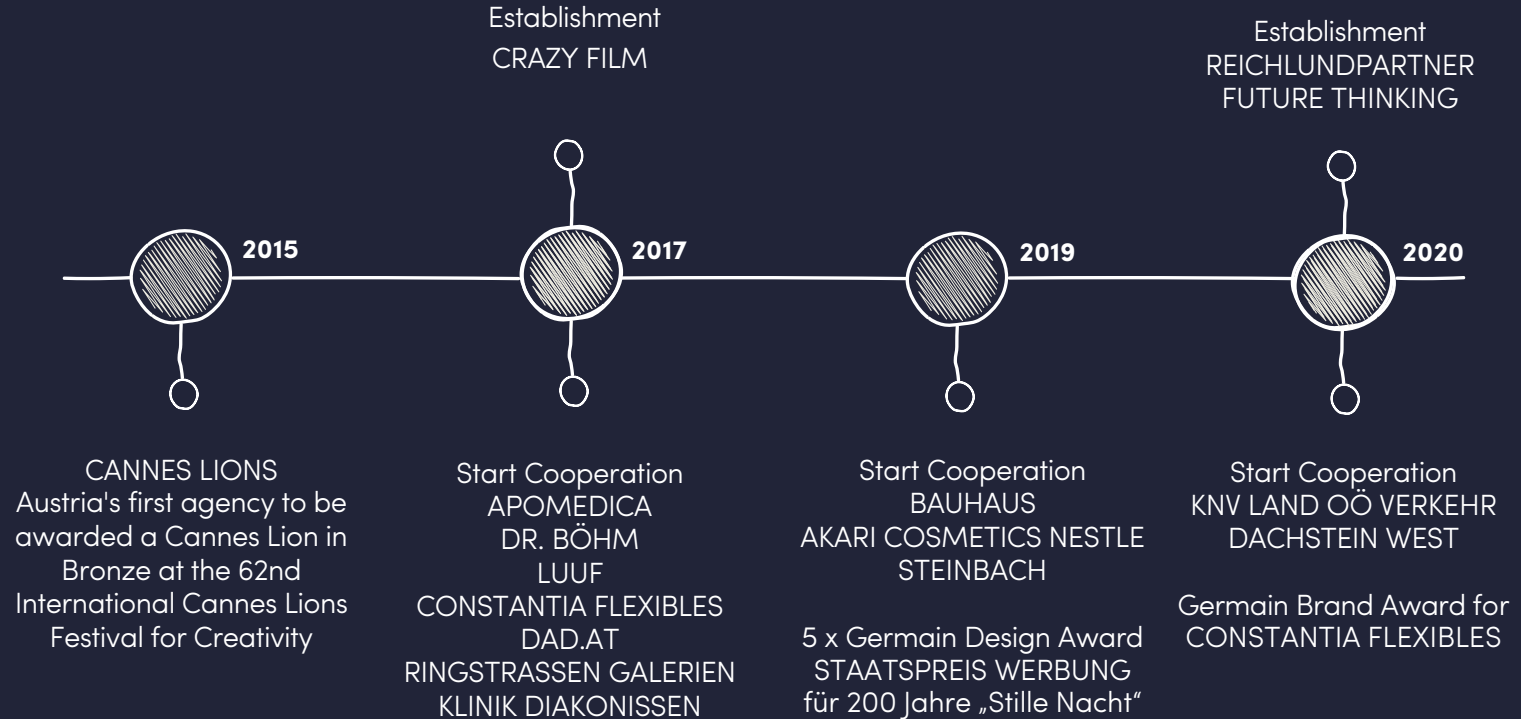 Establishment
CRAZY FILM
Establishment
REICHLUNDPARTNER
FUTURE THINKING
2015
2017
2019
2020
CANNES LIONS
Austria's first agency to be
awarded a Cannes Lion in
Bronze at the 62nd
International Cannes Lions
Festival for Creativity
Start Cooperation
APOMEDICA
DR. BÖHM
LUUF
CONSTANTIA FLEXIBLES
DAD.AT
RINGSTRASSEN GALERIEN
KLINIK DIAKONISSEN
Start Cooperation
BAUHAUS
AKARI COSMETICS NESTLE
STEINBACH
5 x Germain Design Award
STAATSPREIS WERBUNG
für 200 Jahre „Stille Nacht“
Start Cooperation
KNV LAND OÖ VERKEHR
DACHSTEIN WEST
Germain Brand Award for
CONSTANTIA FLEXIBLES